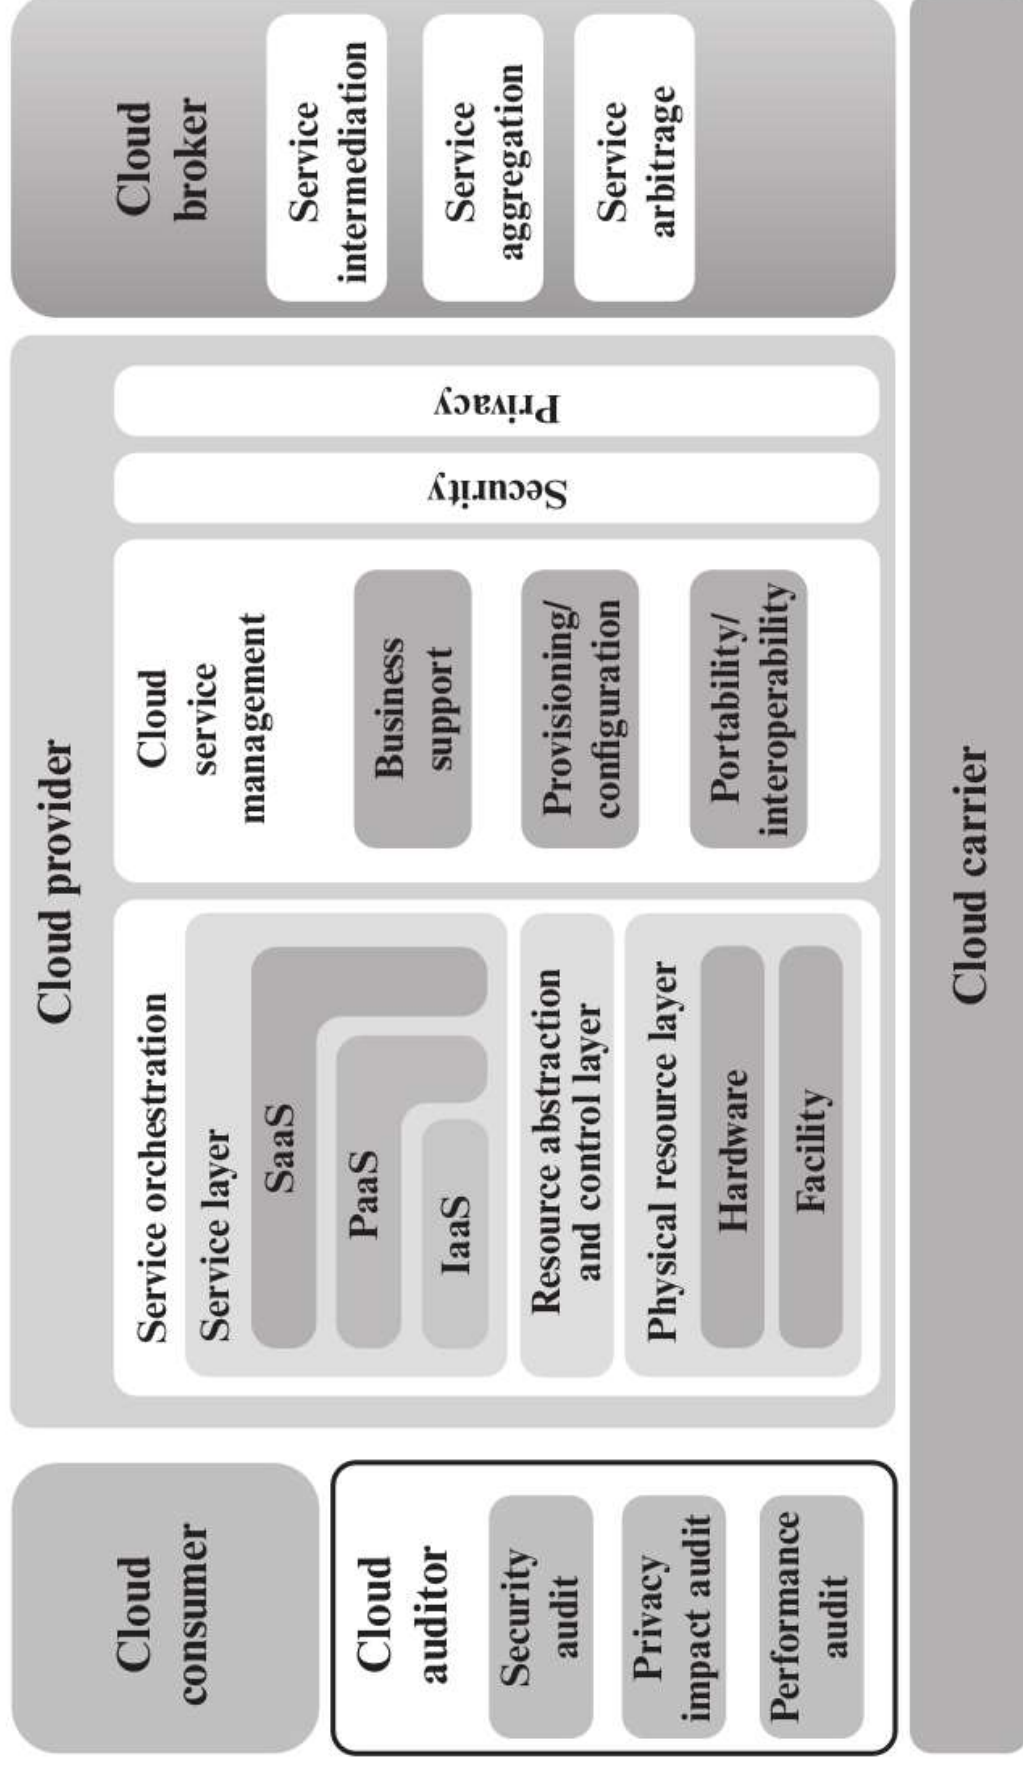 Cloud
consumer
Cloud
auditor
Security
audit
Privacy
impact audit
Performance
audit
Cloud provider
Service orchestration
Service layer
SaaS
PaaS
IaaS
Resource abstraction
and control layer
Physical resource layer
Hardware
Facility
Cloud
service
management
Business
support
Provisioning/
configuration
Portability/
interoperability
Security
Privacy
Cloud
broker
Service
intermediation
Service
aggregation
Service
arbitrage
Cloud carrier